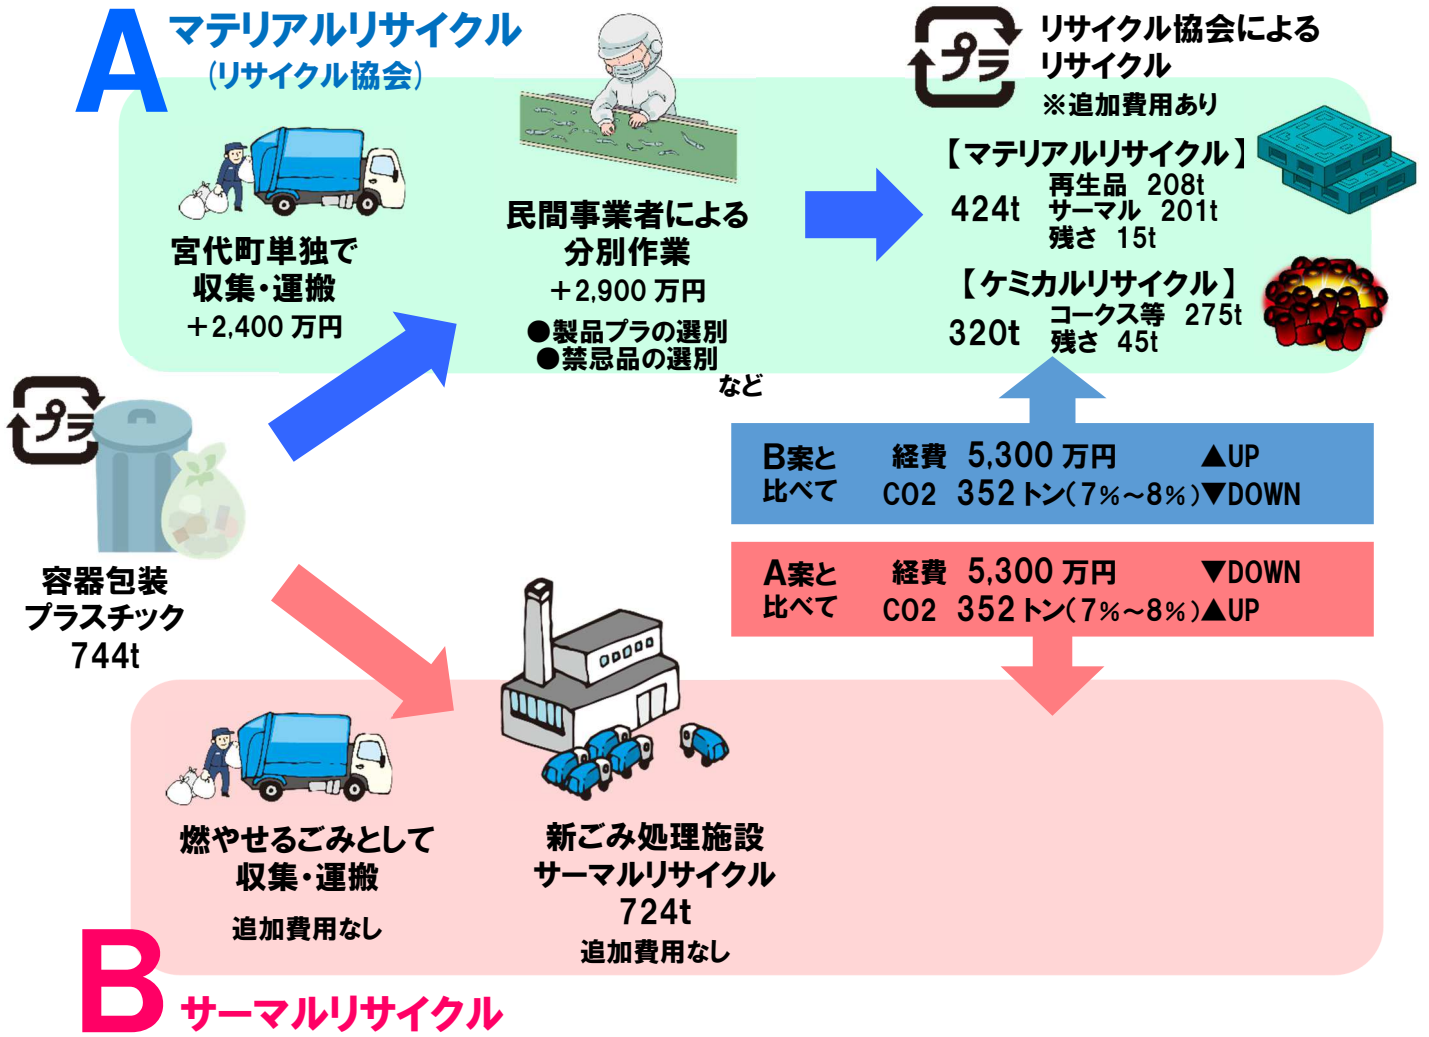 A
マテリアルリサイクル
(リサイクル協会)
宮代町単独で
収集・運搬
＋2,400 万円
民間事業者による
分別作業
＋2,900 万円
●製品プラの選別
●禁忌品の選別
など
プラ
リサイクル協会による
リサイクル
※追加費用あり
【マテリアルリサイクル】
424t
再生品 208t
サーマル 201t
残さ 15t
【ケミカルリサイクル】
320t
コークス等 275t
残さ 45t
プラ
容器包装
プラスチック
744t
B案と
比べて
経費 5,300 万円 ▲UP
CO2 352トン(7%～8%)▼DOWN
A案と
比べて
経費 5,300 万円 ▼DOWN
CO2 352トン(7%～8%)▲UP
燃やせるごみとして
収集・運搬
追加費用なし
新ごみ処理施設
サーマルリサイクル
724t
追加費用なし
B
サーマルリサイクル